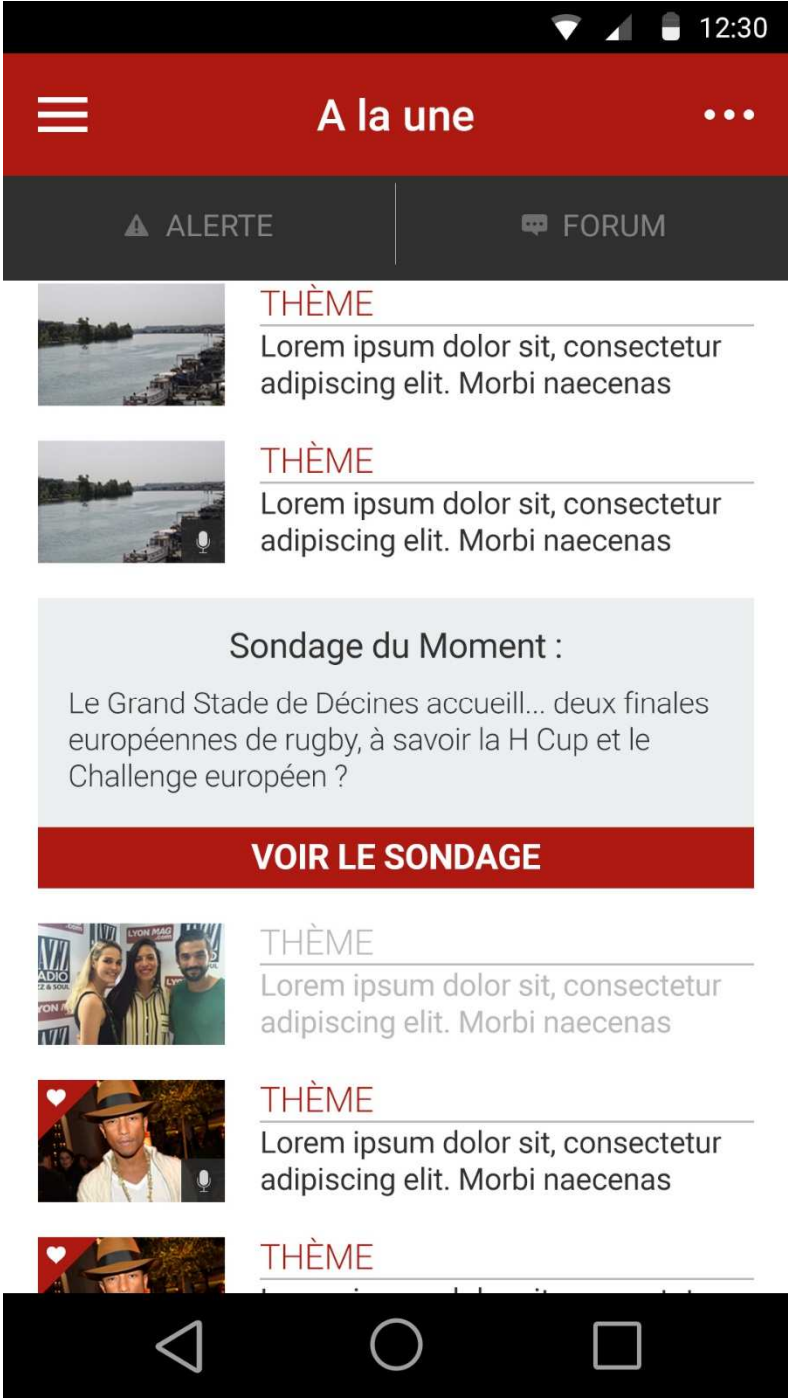 12:30
A la une
ALERTE
FORUM
THÈME
Lorem ipsum dolor sit, consectetur
adipiscing elit. Morbi naecenas
THÈME
Lorem ipsum dolor sit, consectetur
adipiscing elit. Morbi naecenas
Sondage du Moment :
Le Grand Stade de Décines accueill... deux finales
européennes de rugby, à savoir la H Cup et le
Challenge européen ?
VOIR LE SONDAGE
LYON MAG
.com
THÈME
Lorem ipsum dolor sit, consectetur
adipiscing elit. Morbi naecenas
THÈME
Lorem ipsum dolor sit, consectetur
adipiscing elit. Morbi naecenas
THÈME